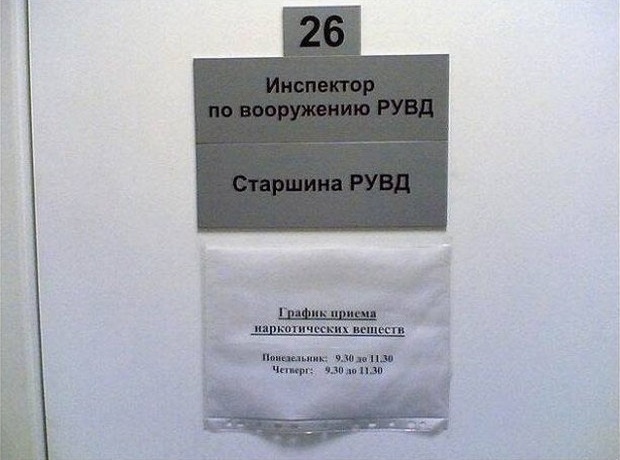 26
Инспектор
по вооружению РУВД
Старшина РУВД
График приема
наркотических веществ
Понедельник: 9.30 до 11.30
Четверг: 9.30 до 11.30